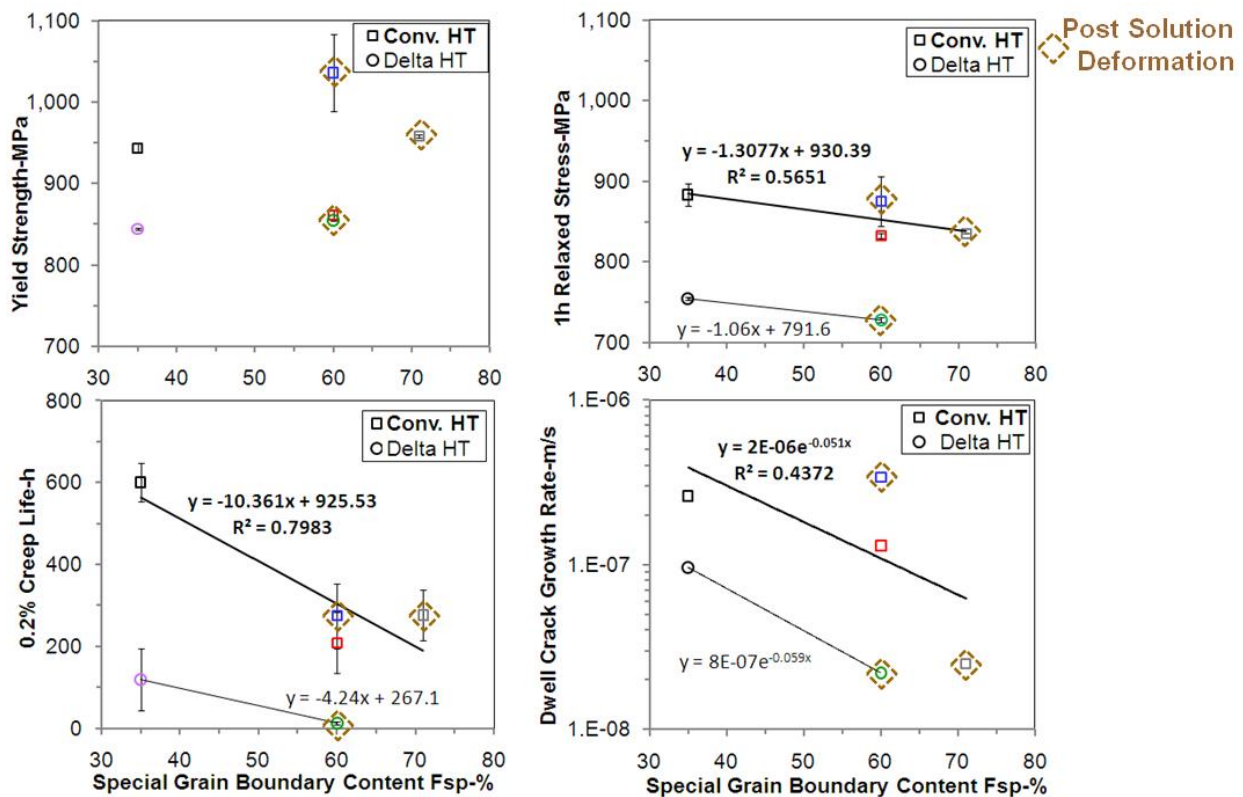 1,100
1,000
900
800
700
Yield Strength-MPa
Conv. HT
Delta HT
30 40 50 60 70 80
1,100
1,000
900
800
700
1h Relaxed Stress-MPa
Conv. HT
Delta HT
y = -1.3077x + 930.39
R² = 0.5651
y = -1.06x + 791.6
30 40 50 60 70 80
Post Solution
Deformation
800
600
400
200
0
0.2% Creep Life-h
Conv. HT
Delta HT
y = -10.361x + 925.53
R² = 0.7983
y = -4.24x + 267.1
30 40 50 60 70 80
Special Grain Boundary Content Fsp-%
1.E-06
1.E-07
1.E-08
Dwell Crack Growth Rate-m/s
Conv. HT
Delta HT
y = 2E-06e^-0.051x
R² = 0.4372
y = 8E-07e^-0.059x
30 40 50 60 70 80
Special Grain Boundary Content Fsp-%